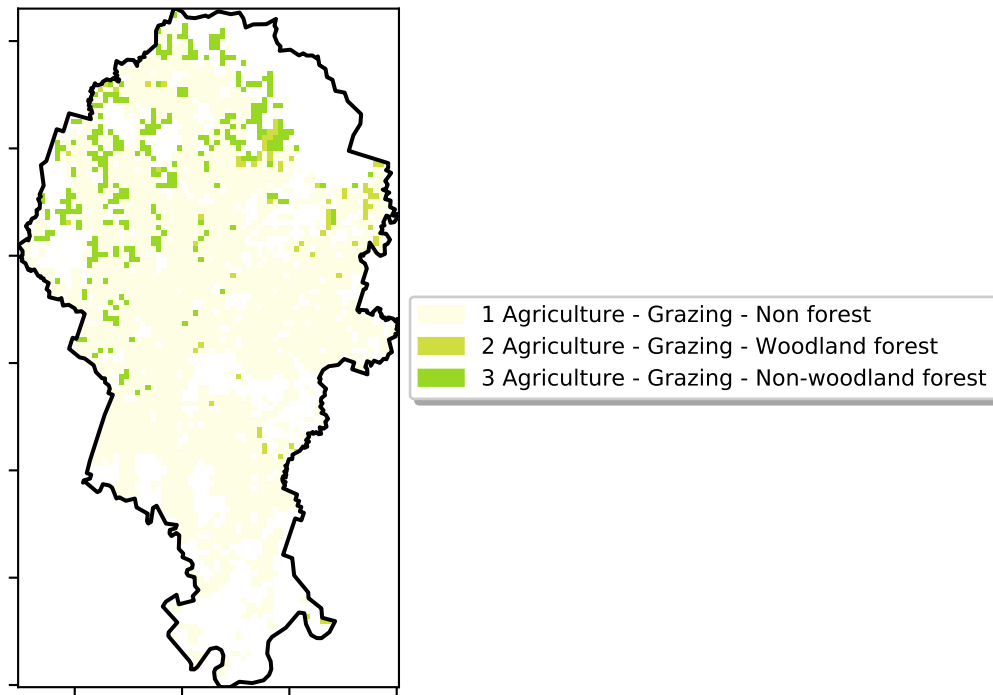 1 Agriculture - Grazing - Non forest
2 Agriculture - Grazing - Woodland forest
3 Agriculture - Grazing - Non-woodland forest